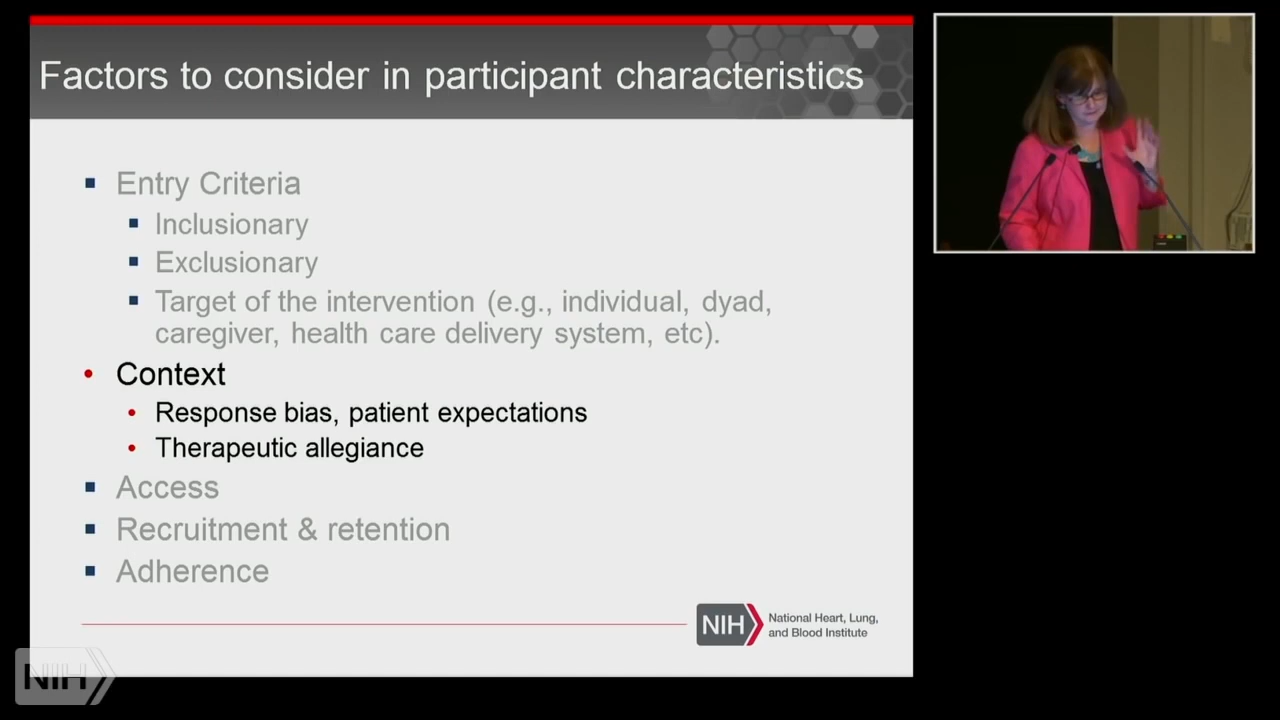 Factors to consider in participant characteristics
Entry Criteria
Inclusionary
Exclusionary
Target of the intervention (e.g., individual, dyad,
caregiver, health care delivery system, etc).
Context
Response bias, patient expectations
Therapeutic allegiance
Access
Recruitment & retention
Adherence
NIH
National Heart, Lung,
and Blood Institute
NIH